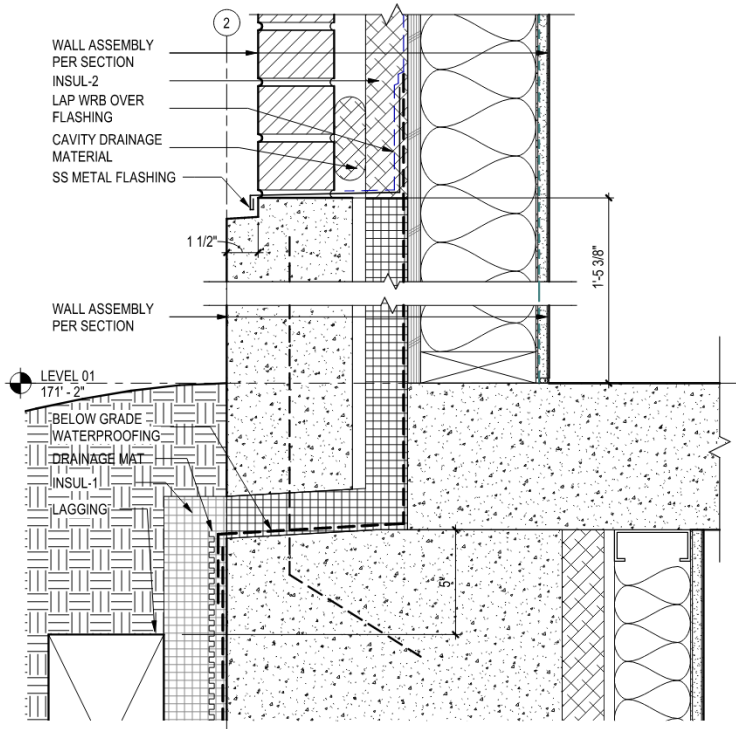 2
WALL ASSEMBLY
PER SECTION
INSUL-2
LAP WRB OVER
FLASHING
CAVITY DRAINAGE
MATERIAL
SS METAL FLASHING
1 1/2"
1'-5 3/8"
WALL ASSEMBLY
PER SECTION
LEVEL 01
171' - 2"
BELOW GRADE
WATERPROOFING
DRAINAGE MAT
INSUL-1
LAGGING
5"